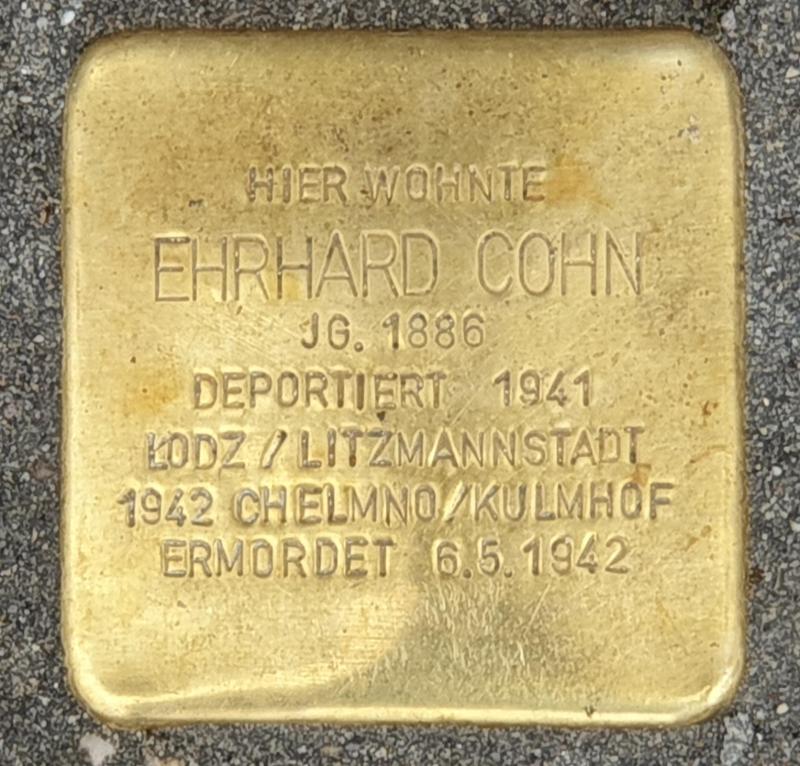 HIER WOHNTE
EHRHARD COHN
JG. 1886
DEPORTIERT 1941
ŁODZ / LITZMANNSTADT
1942 CHELMNO/KULMHOF
ERMORDET 6.5.1942